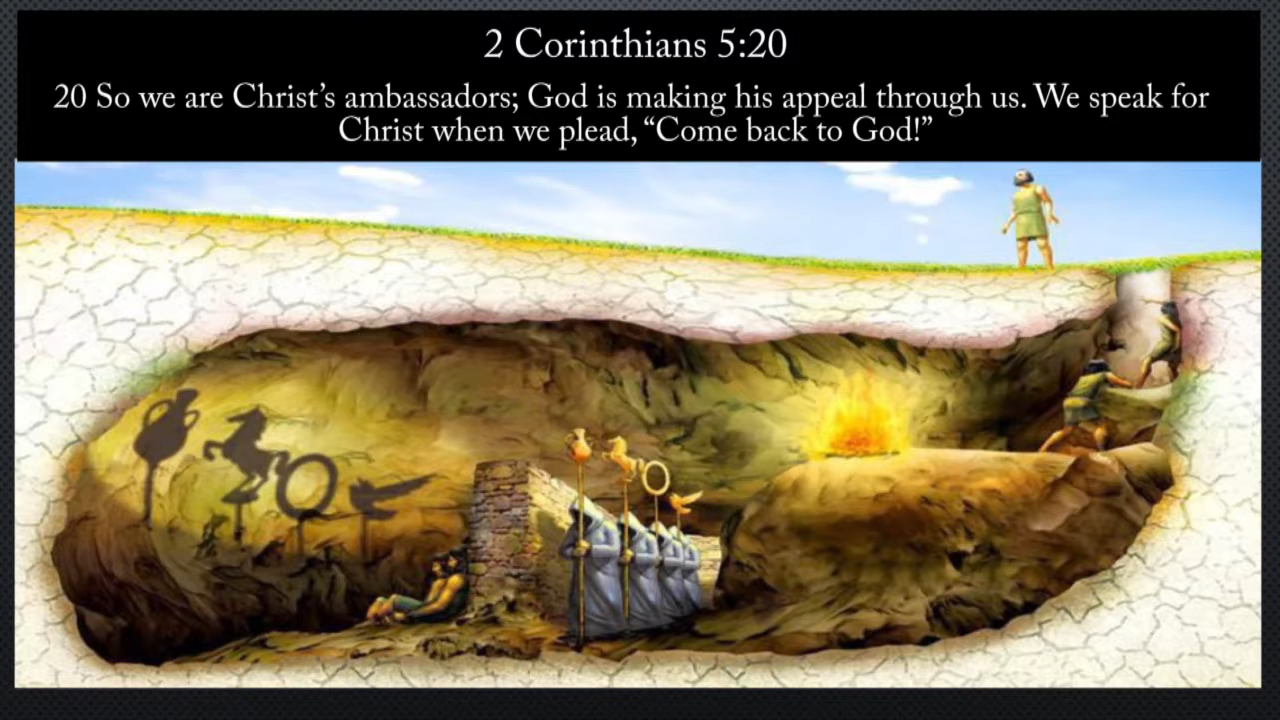 2 Corinthians 5:20
20 So we are Christ’s ambassadors; God is making his appeal through us. We speak for
Christ when we plead, “Come back to God!”